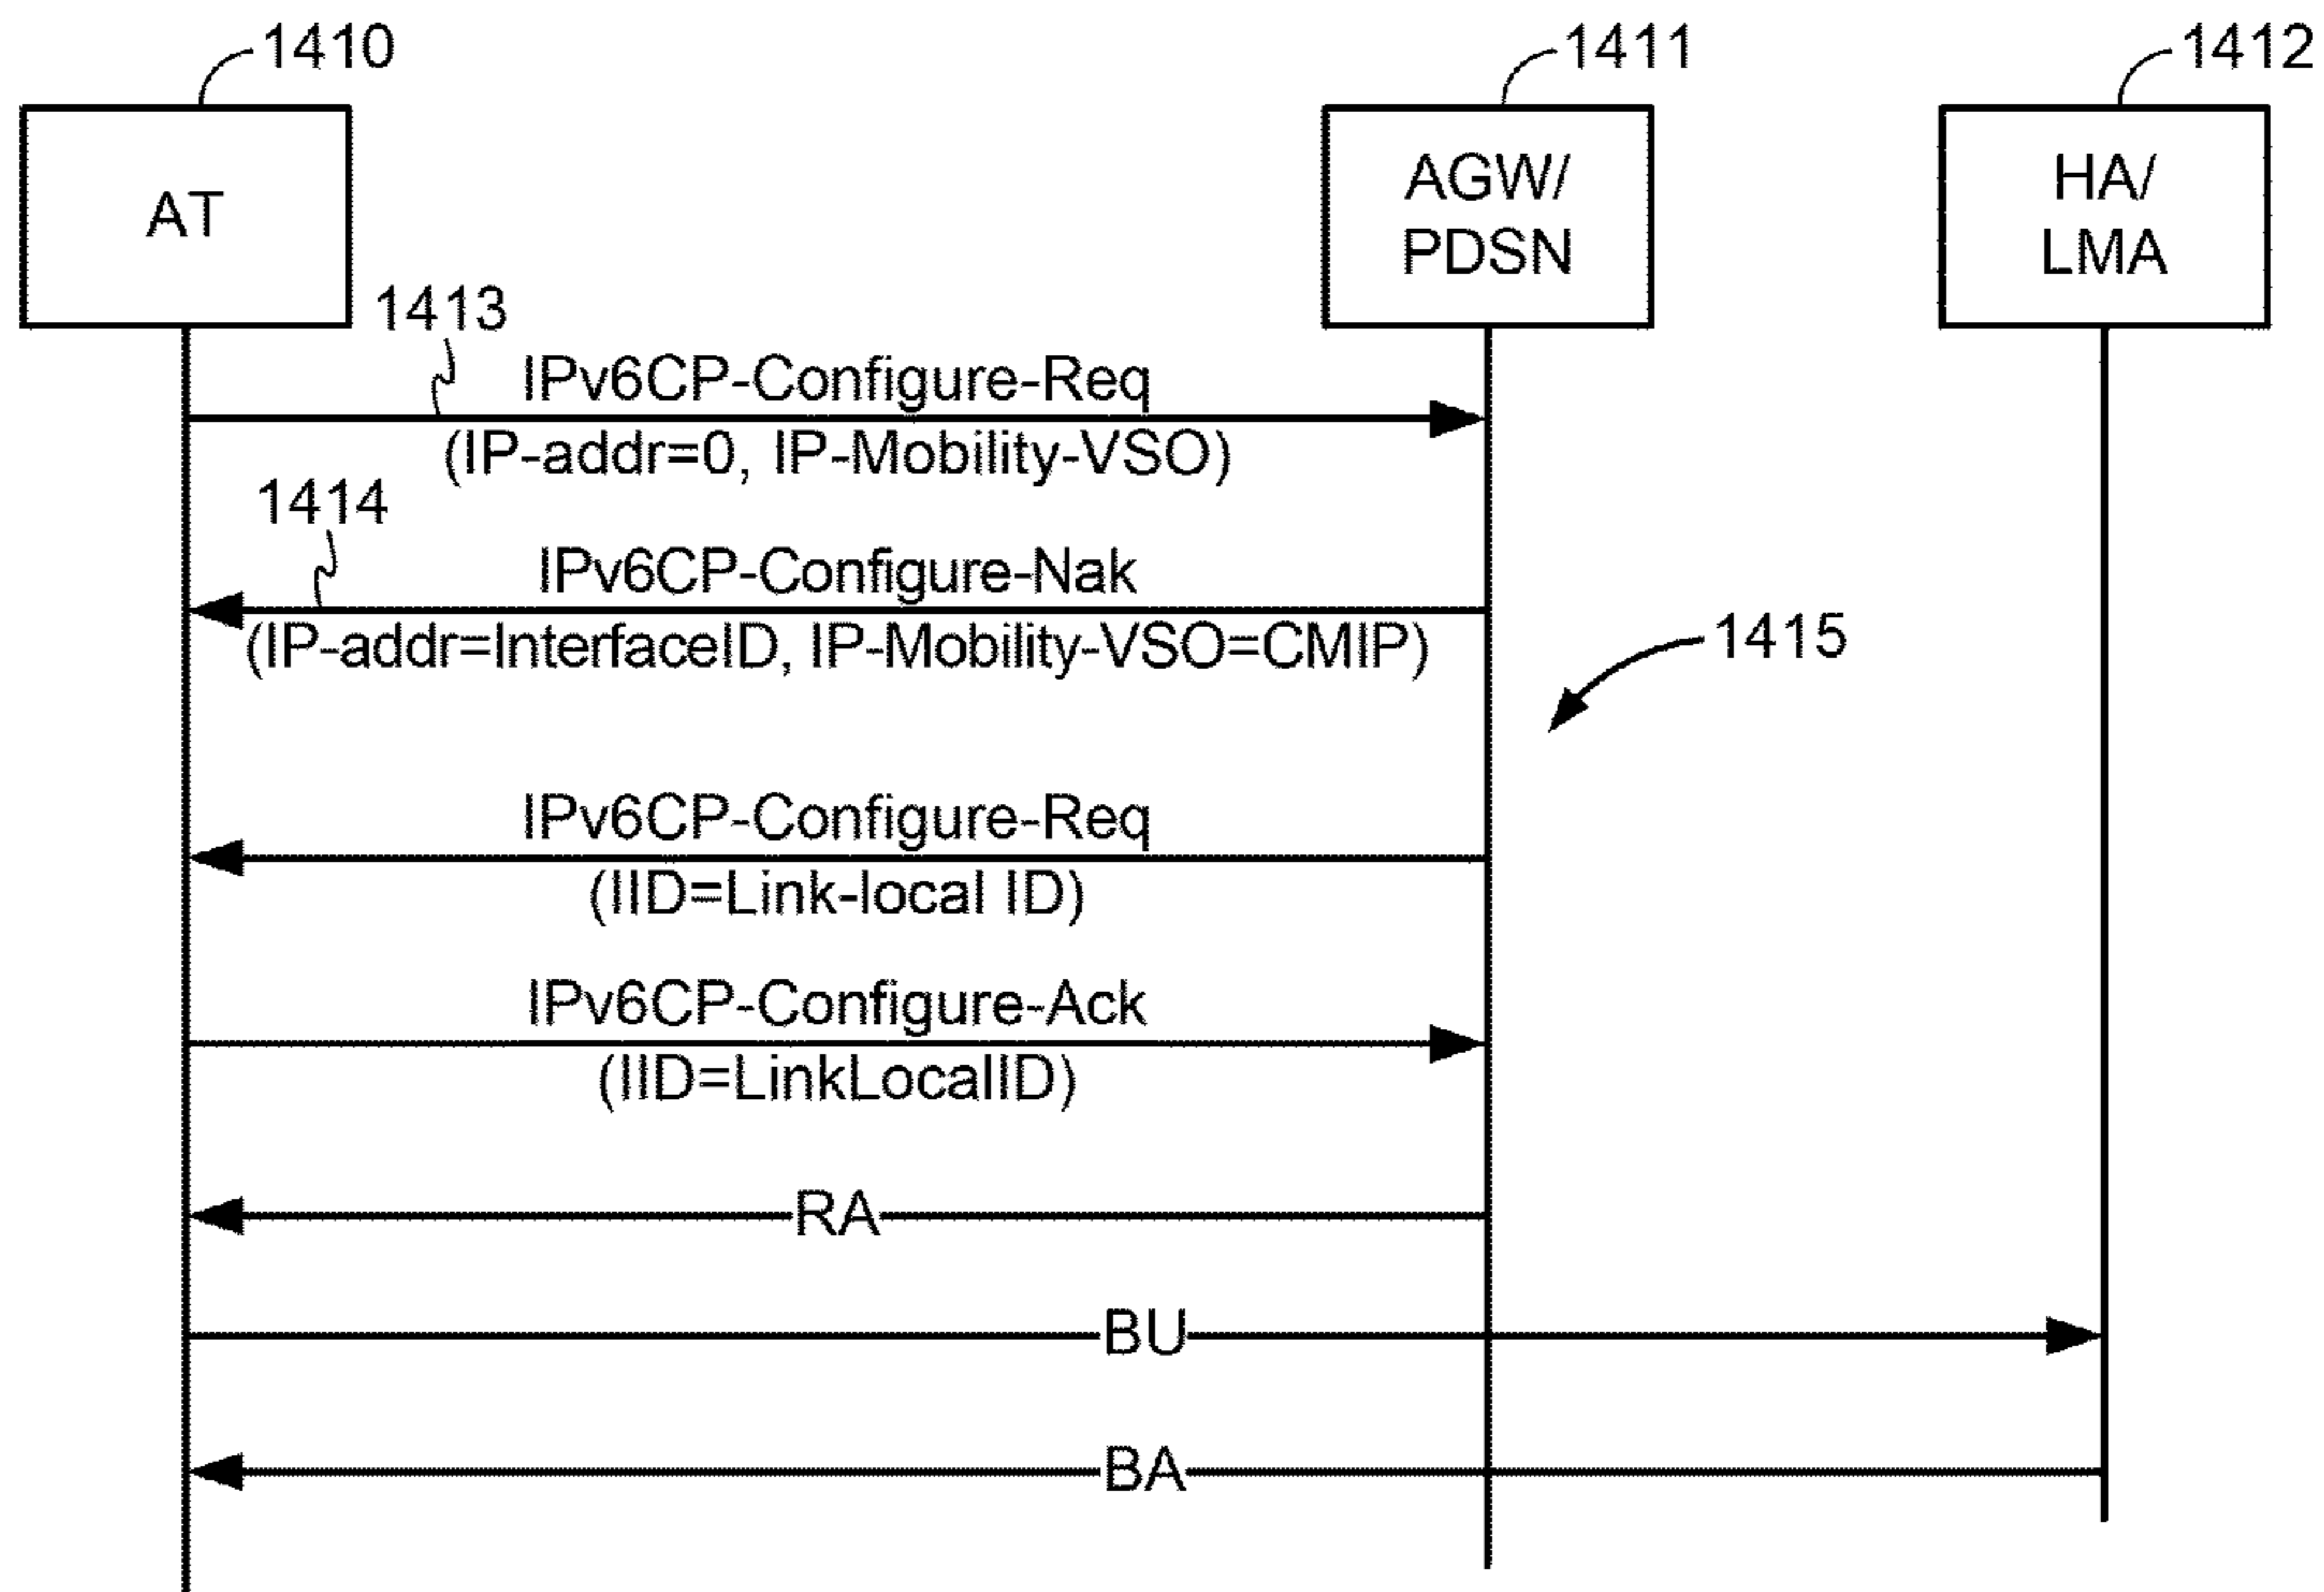 1410
1411
1412
AT
AGW/
PDSN
HA/
LMA
1413
IPv6CP-Configure-Req
(IP-addr=0, IP-Mobility-VSO)
1414
IPv6CP-Configure-Nak
(IP-addr=InterfaceID, IP-Mobility-VSO=CMIP)
1415
IPv6CP-Configure-Req
(IID=Link-local ID)
IPv6CP-Configure-Ack
(IID=LinkLocalID)
RA
BU
BA